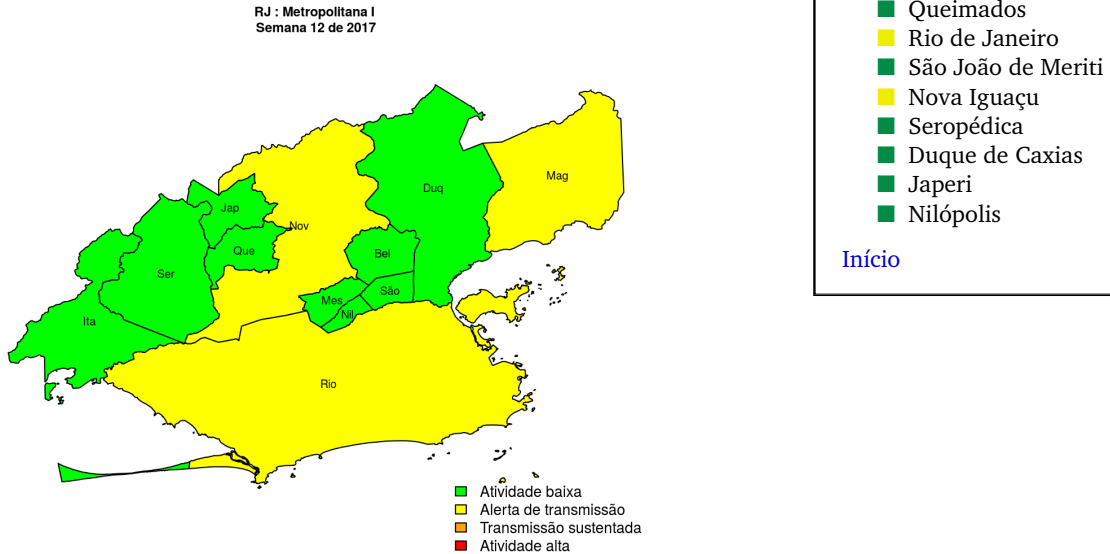 RJ : Metropolitana I
Semana 12 de 2017
Mag
Duq
Jap
Nov
Que
Bel
Ser
São
Mes
Nil
Ita
Rio
Atividade baixa
Alerta de transmissão
Transmissão sustentada
Atividade alta
Queimados
Rio de Janeiro
São João de Meriti
Nova Iguaçu
Seropédica
Duque de Caxias
Japeri
Nilópolis
Início